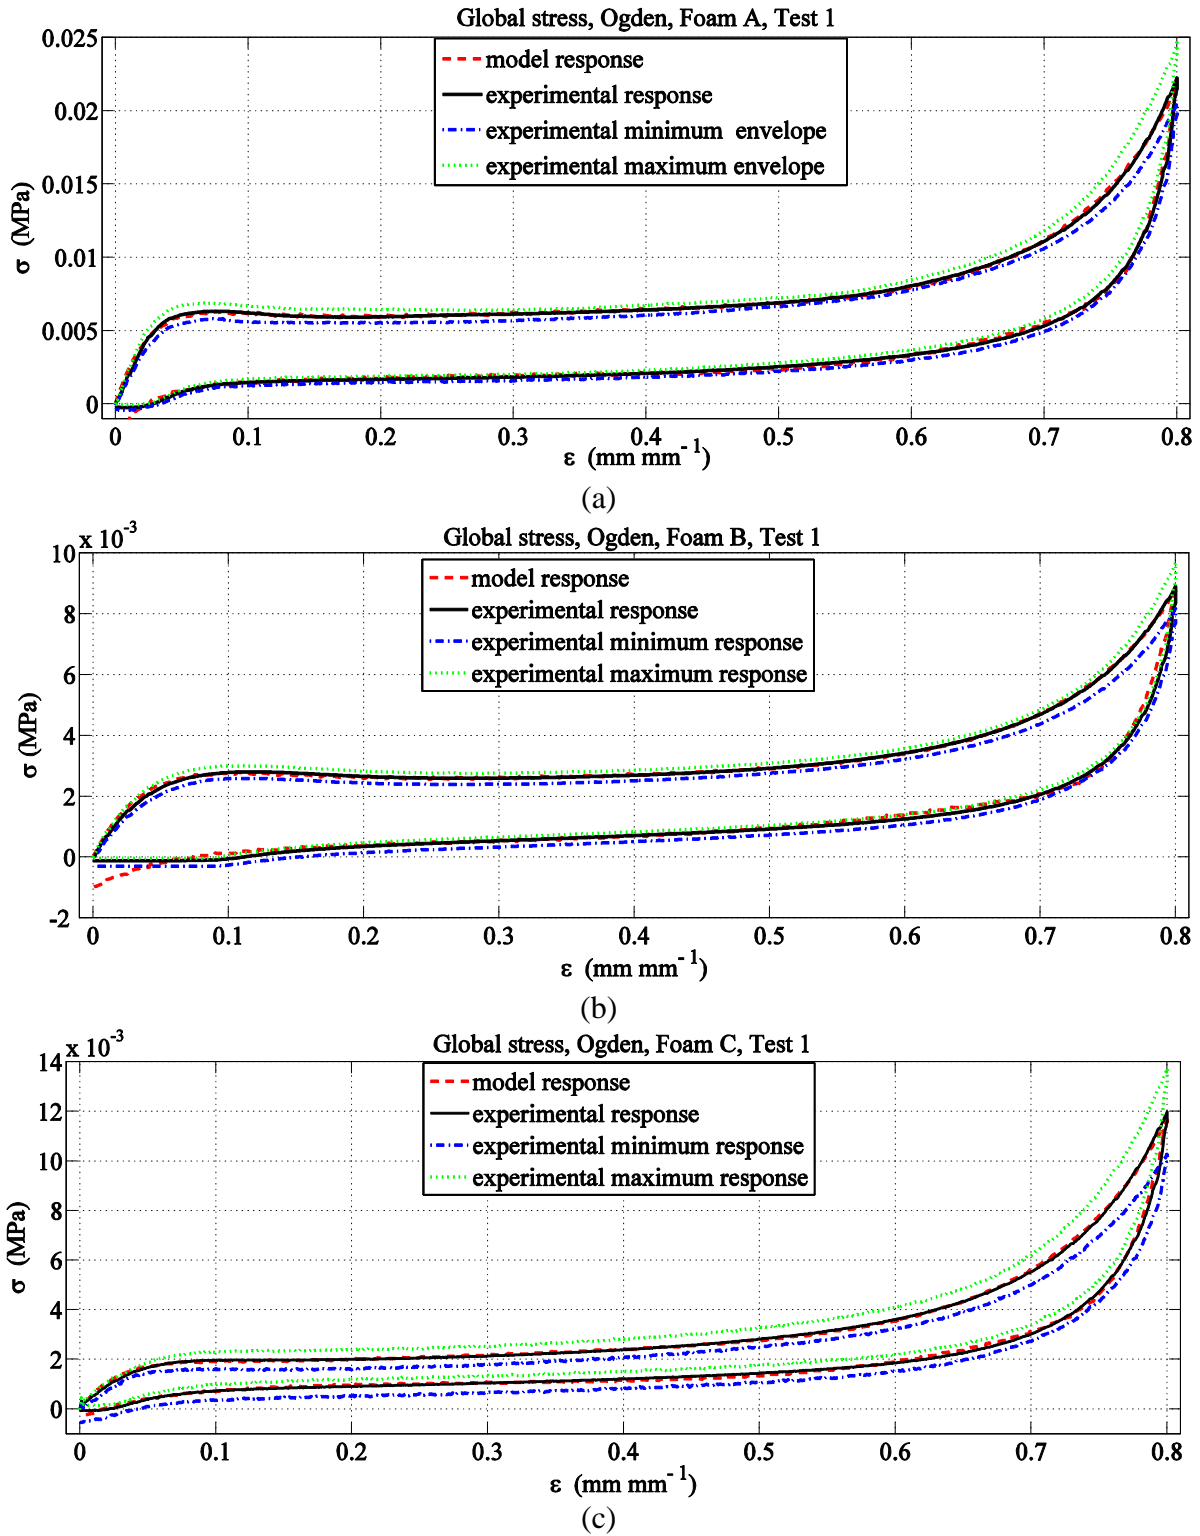 Global stress, Ogden, Foam A, Test 1
model response
experimental response
experimental minimum envelope
experimental maximum envelope
0.025
0.02
0.015
0.01
0.005
0
σ (MPa)
0 0.1 0.2 0.3 0.4 0.5 0.6 0.7 0.8
ε (mm mm⁻¹)
(a)
Global stress, Ogden, Foam B, Test 1
model response
experimental response
experimental minimum response
experimental maximum response
x 10⁻³
10
8
6
4
2
0
-2
σ (MPa)
0 0.1 0.2 0.3 0.4 0.5 0.6 0.7 0.8
ε (mm mm⁻¹)
(b)
Global stress, Ogden, Foam C, Test 1
model response
experimental response
experimental minimum response
experimental maximum response
x 10⁻³
14
12
10
8
6
4
2
0
σ (MPa)
0 0.1 0.2 0.3 0.4 0.5 0.6 0.7 0.8
ε (mm mm⁻¹)
(c)